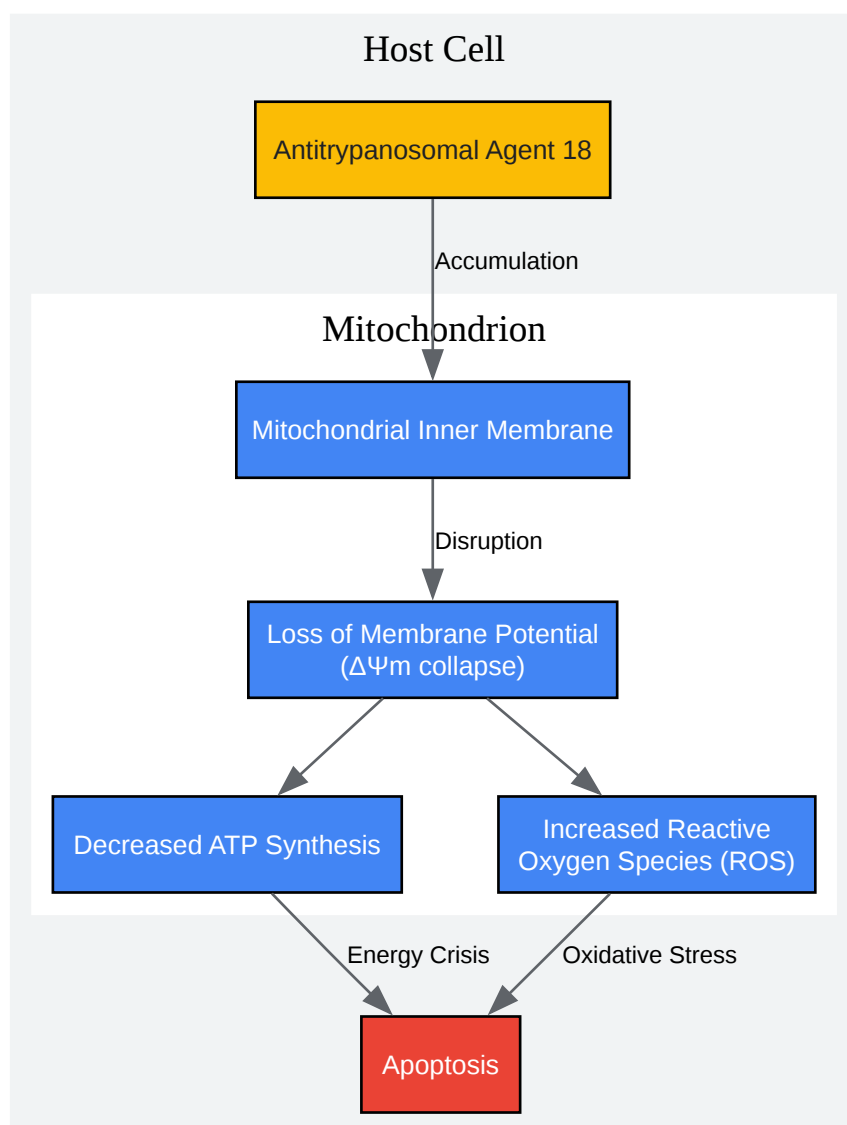 Host Cell
Antitrypanosomal Agent 18
Accumulation
Mitochondrion
Mitochondrial Inner Membrane
Disruption
Loss of Membrane Potential
(ΔΨm collapse)
Decreased ATP Synthesis
Increased Reactive
Oxygen Species (ROS)
Energy Crisis
Oxidative Stress
Apoptosis